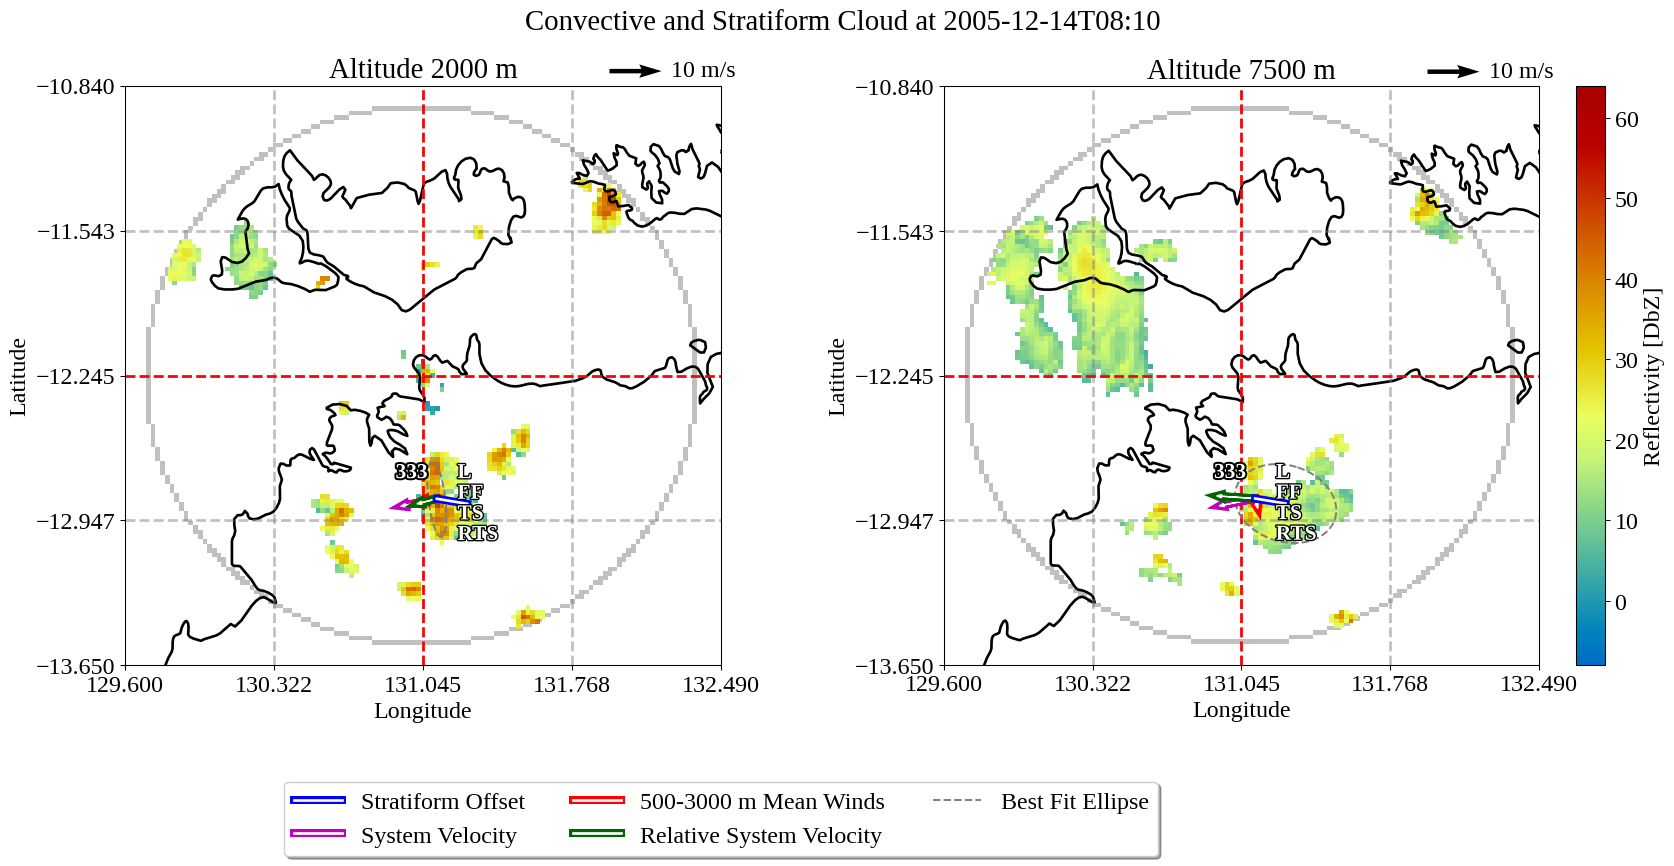 Convective and Stratiform Cloud at 2005-12-14T08:10
Altitude 2000 m
10 m/s
−10.840
−11.543
−12.245
−12.947
−13.650
129.600
130.322
131.045
131.768
132.490
Latitude
Longitude
333
L
FF
TS
RTS
Altitude 7500 m
10 m/s
−10.840
−11.543
−12.245
−12.947
−13.650
129.600
130.322
131.045
131.768
132.490
Latitude
Longitude
333
L
FF
TS
RTS
60
50
40
30
20
10
0
Reflectivity [DbZ]
Stratiform Offset
500-3000 m Mean Winds
Best Fit Ellipse
System Velocity
Relative System Velocity